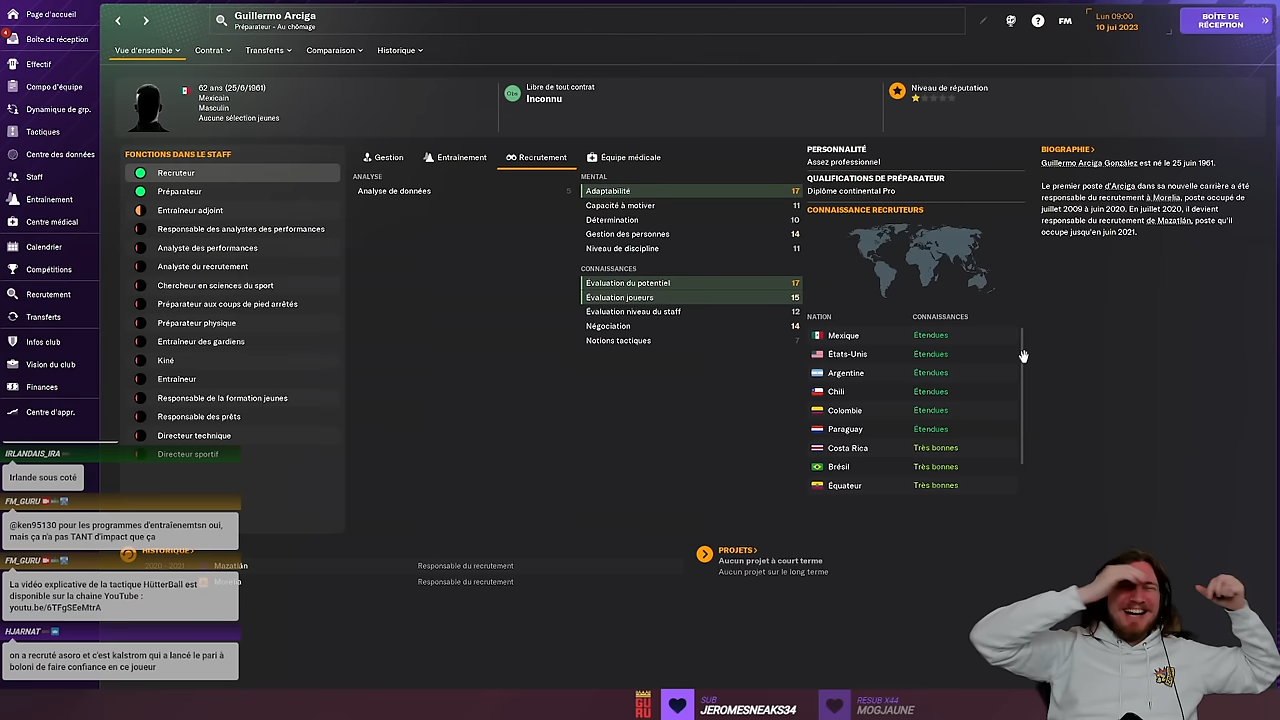 Page d'accueil
4
Boîte de réception
Effectif
Compo d'équipe
Dynamique de grp.
Tactiques
Centre des données
Staff
Entraînement
Centre médical
Calendrier
Compétitions
Recrutement
Transferts
Infos club
Vision du club
Finances
Centre d'appr.
Guillermo Arciga
Préparateur - Au chômage
FM
Lun 09:00
10 jui 2023
BOÎTE DE
RÉCEPTION
Vue d'ensemble
Contrat
Transferts
Comparaison
Historique
62 ans (25/6/1961)
Mexicain
Masculin
Aucune sélection jeunes
Obs
Libre de tout contrat
Inconnu
Niveau de réputation
FONCTIONS DANS LE STAFF
Recruteur
Préparateur
Entraîneur adjoint
Responsable des analystes des performances
Analyste des performances
Analyste du recrutement
Chercheur en sciences du sport
Préparateur aux coups de pied arrêtés
Préparateur physique
Entraîneur des gardiens
Kiné
Entraîneur
Responsable de la formation jeunes
Responsable des prêts
Directeur technique
Directeur sportif
Gestion
Entraînement
Recrutement
Équipe médicale
ANALYSE
Analyse de données 5
MENTAL
Adaptabilité 17
Capacité à motiver 11
Détermination 10
Gestion des personnes 14
Niveau de discipline 11
CONNAISSANCES
Évaluation du potentiel 17
Évaluation joueurs 15
Évaluation niveau du staff 12
Négociation 14
Notions tactiques 7
PERSONNALITÉ
Assez professionnel
QUALIFICATIONS DE PRÉPARATEUR
Diplôme continental Pro
CONNAISSANCE RECRUTEURS
NATION CONNAISSANCES
Mexique Étendues
États-Unis Étendues
Argentine Étendues
Chili Étendues
Colombie Étendues
Paraguay Étendues
Costa Rica Très bonnes
Brésil Très bonnes
Équateur Très bonnes
BIOGRAPHIE >
Guillermo Arciga González est né le 25 juin 1961.
Le premier poste d'Arciga dans sa nouvelle carrière a été
responsable du recrutement à Morelia, poste occupé de
juillet 2009 à juin 2020. En juillet 2020, il devient
responsable du recrutement de Mazatlán, poste qu'il
occupe jusqu'en juin 2021.
HISTORIQUE >
2020 - 2021 Mazatlán Responsable du recrutement
Morelia Responsable du recrutement
PROJETS >
Aucun projet à court terme
Aucun projet sur le long terme
IRLANDAIS_IRA
Irlande sous coté
FM_GURU
@ken95130 pour les programmes d'entraînemtsn oui,
mais ça n'a pas TANT d'impact que ça
FM_GURU
La vidéo explicative de la tactique HütterBall est
disponible sur la chaine YouTube :
youtu.be/6TFgSEeMtrA
HJARNAT
on a recruté asoro et c'est kalstrom qui a lancé le pari à
boloni de faire confiance en ce joueur
GU
RU
SUB
JEROMESNEAKS34
RESUB X44
MOGJAUNE